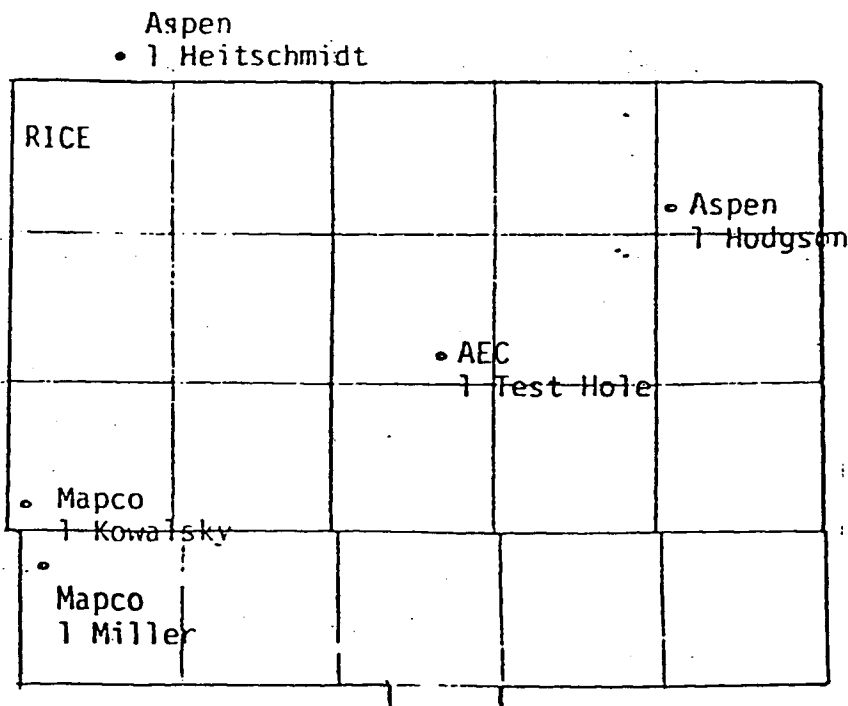 Aspen
1 Heitschmidt
RICE
Aspen
1 Hodgson
AEC
1 Test Hole
Mapco
1 Kowalsky
Mapco
1 Miller